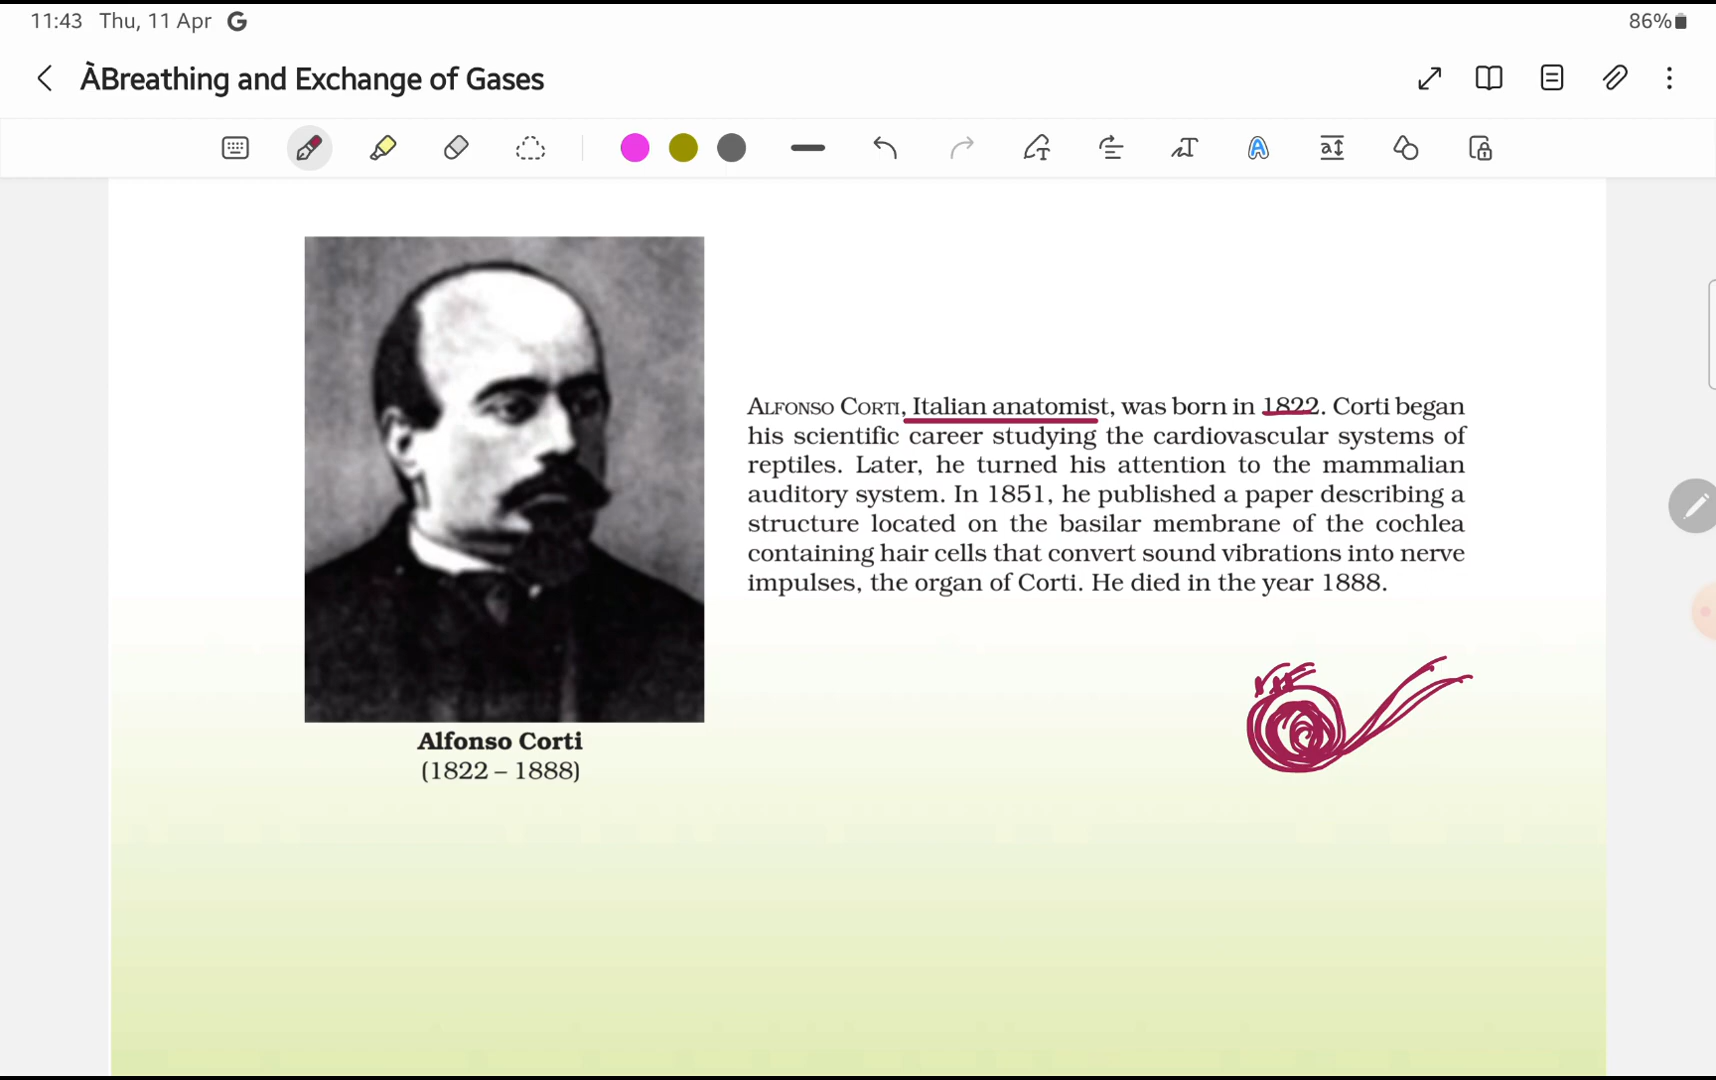 11:43 Thu, 11 Apr G
86%
ÀBreathing and Exchange of Gases
ALFONSO CORTI, Italian anatomist, was born in 1822. Corti began
his scientific career studying the cardiovascular systems of
reptiles. Later, he turned his attention to the mammalian
auditory system. In 1851, he published a paper describing a
structure located on the basilar membrane of the cochlea
containing hair cells that convert sound vibrations into nerve
impulses, the organ of Corti. He died in the year 1888.
Alfonso Corti
(1822 – 1888)